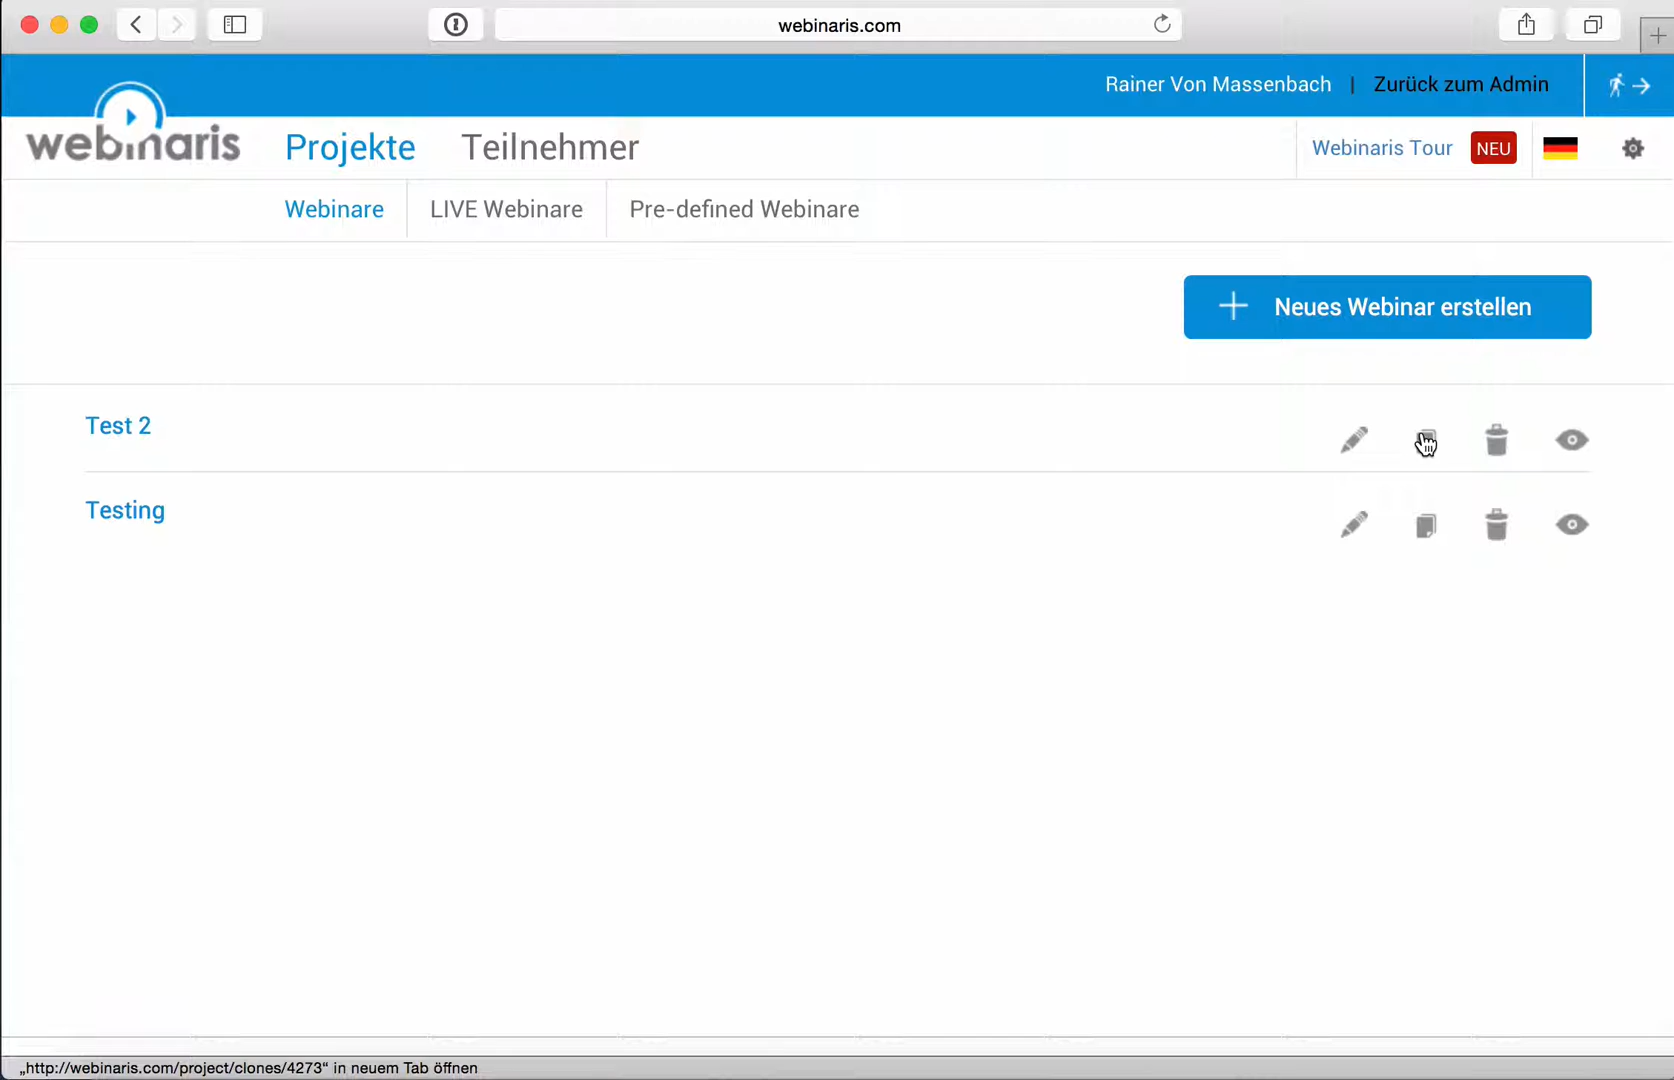 webinaris.com
Rainer Von Massenbach | Zurück zum Admin
webinaris Projekte Teilnehmer Webinaris Tour NEU
Webinare LIVE Webinare Pre-defined Webinare
+ Neues Webinar erstellen
Test 2
Testing
„http://webinaris.com/project/clones/4273“ in neuem Tab öffnen